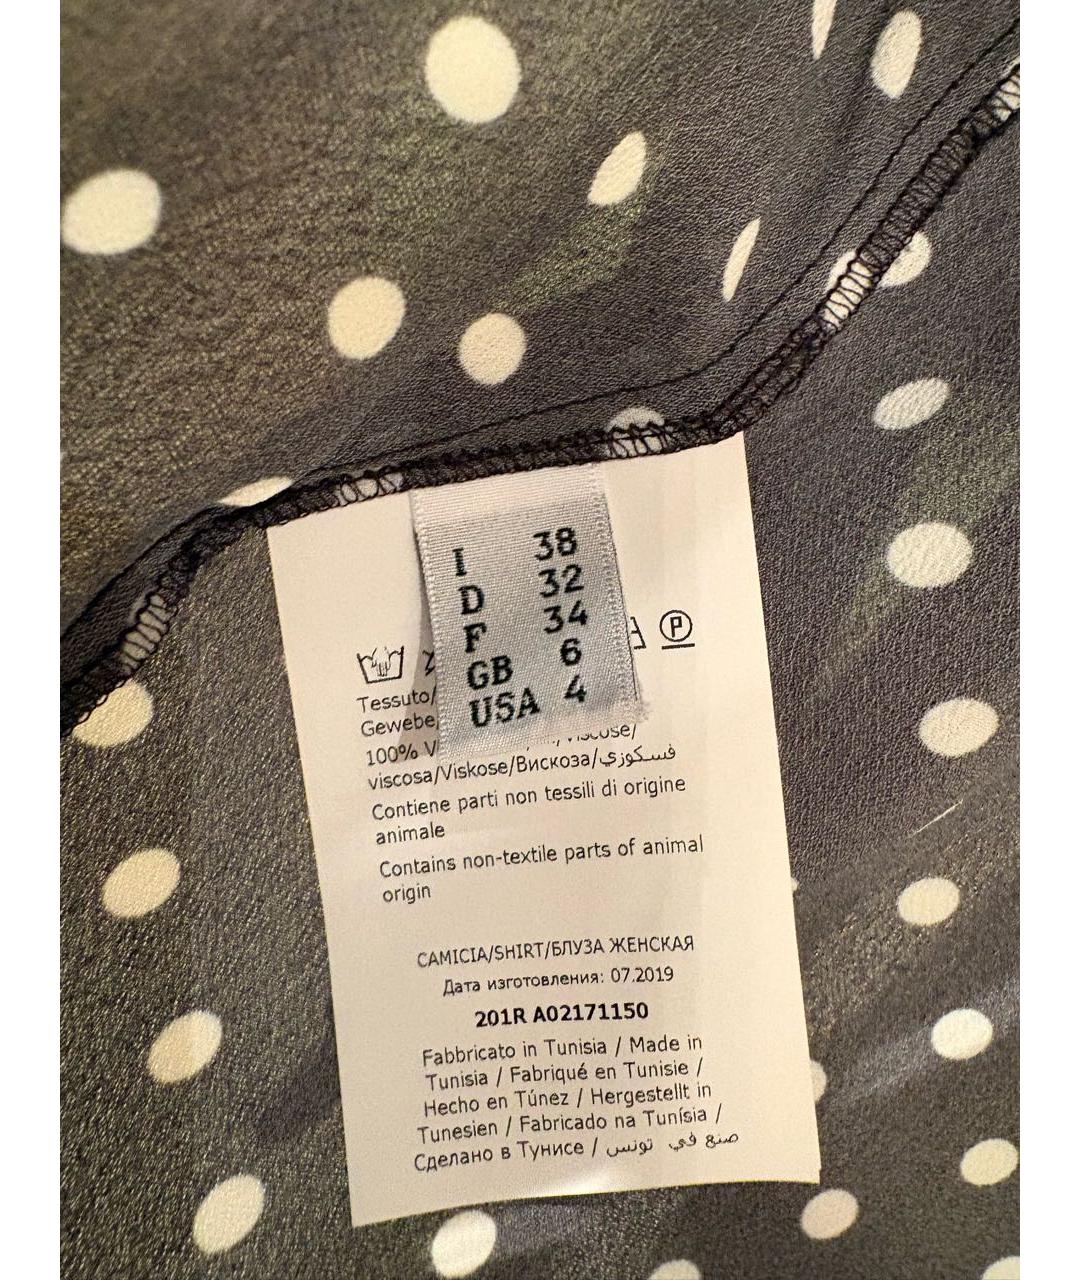 I 38
D 32
F 34
GB 6
USA 4
P
Tessuto/
Gewebe
100% V
viscose/
viscosa/Viskose/Вискоза/فسكوزي
Contiene parti non tessili di origine
animale
Contains non-textile parts of animal
origin
CAMICIA/SHIRT/БЛУЗА ЖЕНСКАЯ
Дата изготовления: 07.2019
201R A02171150
Fabbricato in Tunisia / Made in
Tunisia / Fabriqué en Tunisie /
Hecho en Túnez / Hergestellt in
Tunesien / Fabricado na Tunísia /
Сделано в Тунисе / صنع في تونس